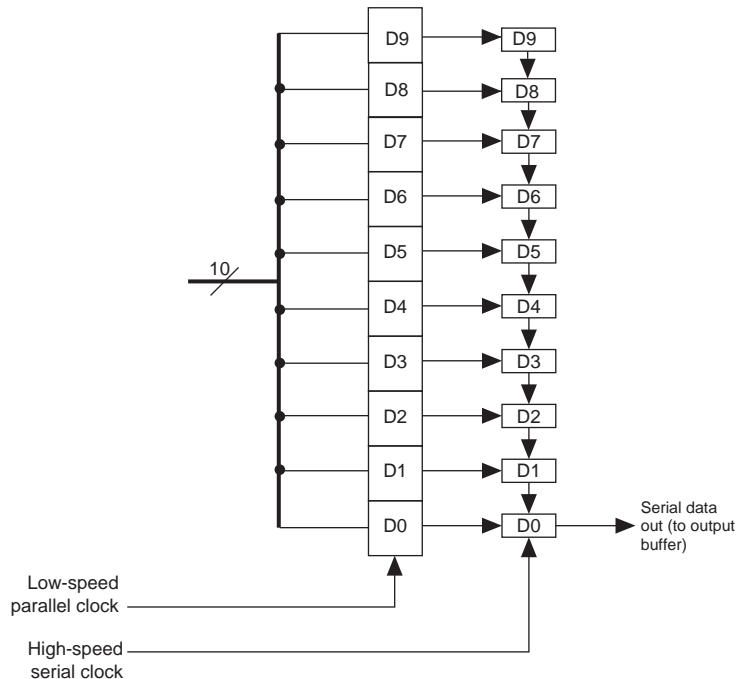 D9 D9
D8 D8
D7 D7
D6 D6
D5 D5
10
D4 D4
D3 D3
D2 D2
D1 D1
D0 D0
Serial data
out (to output
buffer)
Low-speed
parallel clock
High-speed
serial clock